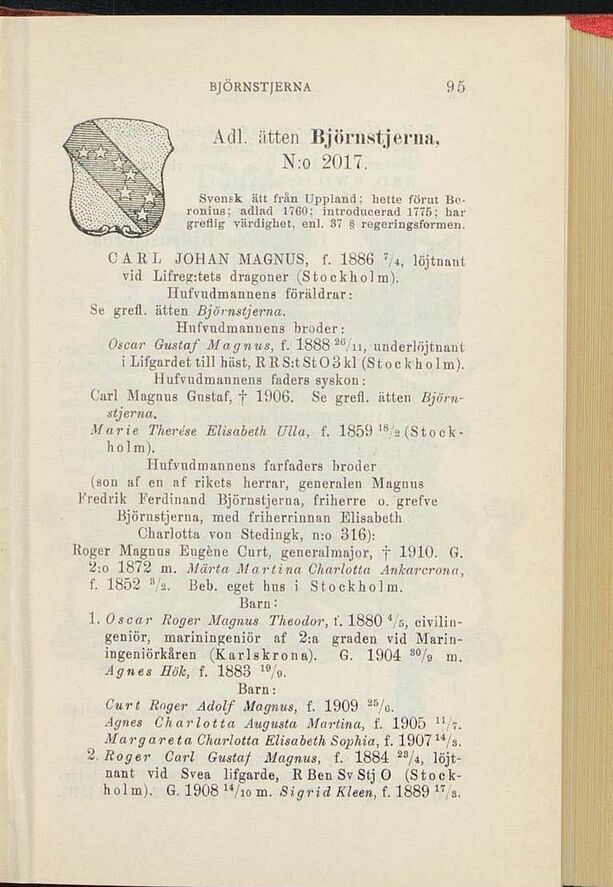 BJÖRNSTJERNA 95
Adl. ätten Björnstjerna,
N:o 2017.
Svensk ätt från Uppland; hette förut Be-
ronius; adlad 1760; introducerad 1775; har
greflig värdighet, enl. 37 § regeringsformen.
CARL JOHAN MAGNUS, f. 1886 7/4, löjtnant
vid Lifreg:tets dragoner (Stockholm).
Hufvudmannens föräldrar:
Se grefl. ätten Björnstjerna.
Hufvudmannens broder:
Oscar Gustaf Magnus, f. 1888 26/11, underlöjtnant
i Lifgardet till häst, RRS:tStO3kl (Stockholm).
Hufvudmannens faders syskon:
Carl Magnus Gustaf, † 1906. Se grefl. ätten Björn-
stjerna.
Marie Therése Elisabeth Ulla, f. 1859 18/2 (Stock-
holm).
Hufvudmannens farfaders broder
(son af en af rikets herrar, generalen Magnus
Fredrik Ferdinand Björnstjerna, friherre o. grefve
Björnstjerna, med friherrinnan Elisabeth
Charlotta von Stedingk, n:o 316):
Roger Magnus Eugène Curt, generalmajor, † 1910. G.
2:o 1872 m. Märta Martina Charlotta Ankarcrona,
f. 1852 3/2. Beb. eget hus i Stockholm.
Barn:
1. Oscar Roger Magnus Theodor, f. 1880 4/5, civilin-
geniör, mariningeniör af 2:a graden vid Marin-
ingeniörkåren (Karlskrona). G. 1904 30/9 m.
Agnes Hök, f. 1883 19/9.
Barn:
Curt Roger Adolf Magnus, f. 1909 25/6.
Agnes Charlotta Augusta Martina, f. 1905 11/7.
Margareta Charlotta Elisabeth Sophia, f. 1907 14/8.
2. Roger Carl Gustaf Magnus, f. 1884 23/4, löjt-
nant vid Svea lifgarde, RBenSvStjO (Stock-
holm). G. 1908 14/10 m. Sigrid Kleen, f. 1889 17/8.